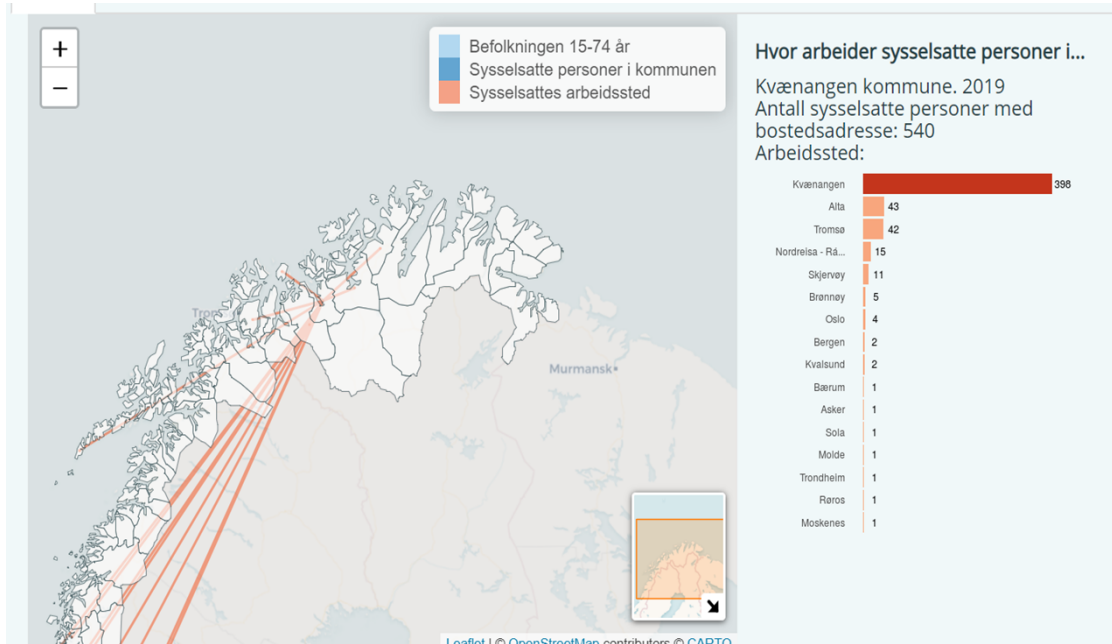 +
−
Befolkningen 15-74 år
Sysselsatte personer i kommunen
Sysselsattes arbeidssted
Murmansk
Leaflet | © OpenStreetMap contributors © CARTO
Hvor arbeider sysselsatte personer i...
Kvænangen kommune. 2019
Antall sysselsatte personer med
bostedsadresse: 540
Arbeidssted:
Kvænangen 398
Alta 43
Tromsø 42
Nordreisa - Rá... 15
Skjervøy 11
Brønnøy 5
Oslo 4
Bergen 2
Kvalsund 2
Bærum 1
Asker 1
Sola 1
Molde 1
Trondheim 1
Røros 1
Moskenes 1